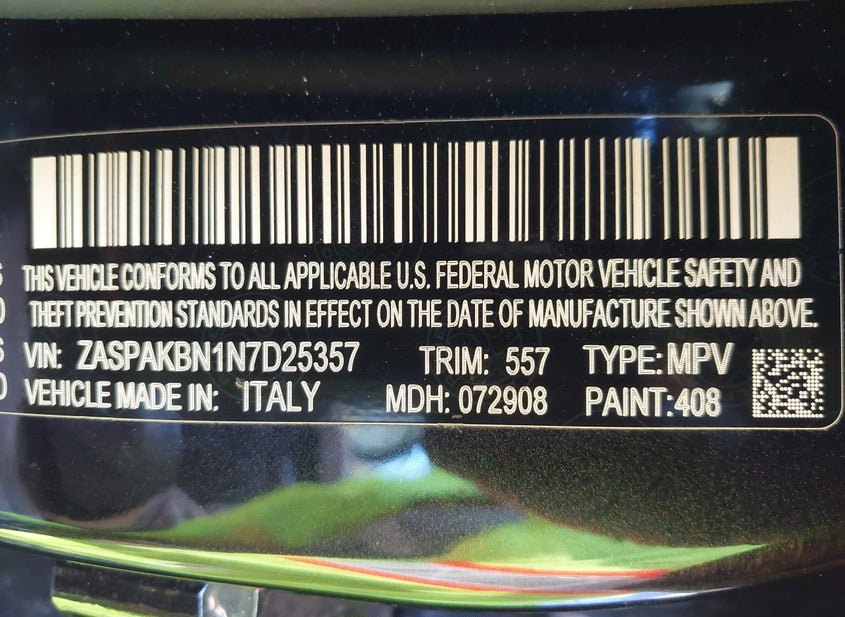 THIS VEHICLE CONFORMS TO ALL APPLICABLE U.S. FEDERAL MOTOR VEHICLE SAFETY AND
THEFT PREVENTION STANDARDS IN EFFECT ON THE DATE OF MANUFACTURE SHOWN ABOVE.
VIN: ZASPAKBN1N7D25357 TRIM: 557 TYPE: MPV
VEHICLE MADE IN: ITALY MDH: 072908 PAINT:408